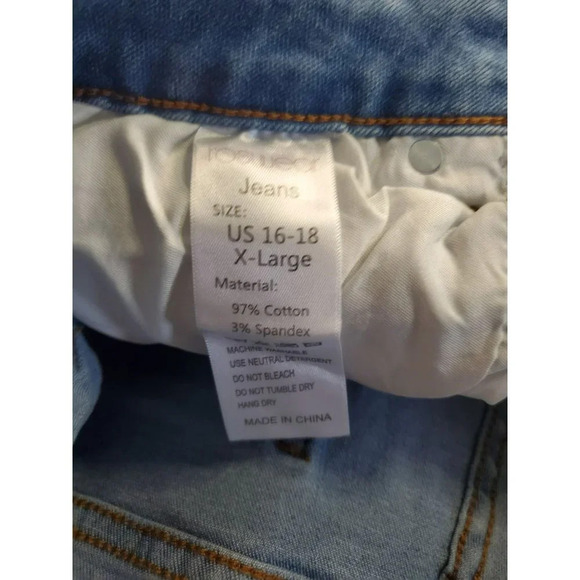 roswear
Jeans
SIZE:
US 16-18
X-Large
Material:
97% Cotton
3% Spandex
MACHINE WASHABLE
USE NEUTRAL DETERGENT
DO NOT BLEACH
DO NOT TUMBLE DRY
HANG DRY
MADE IN CHINA